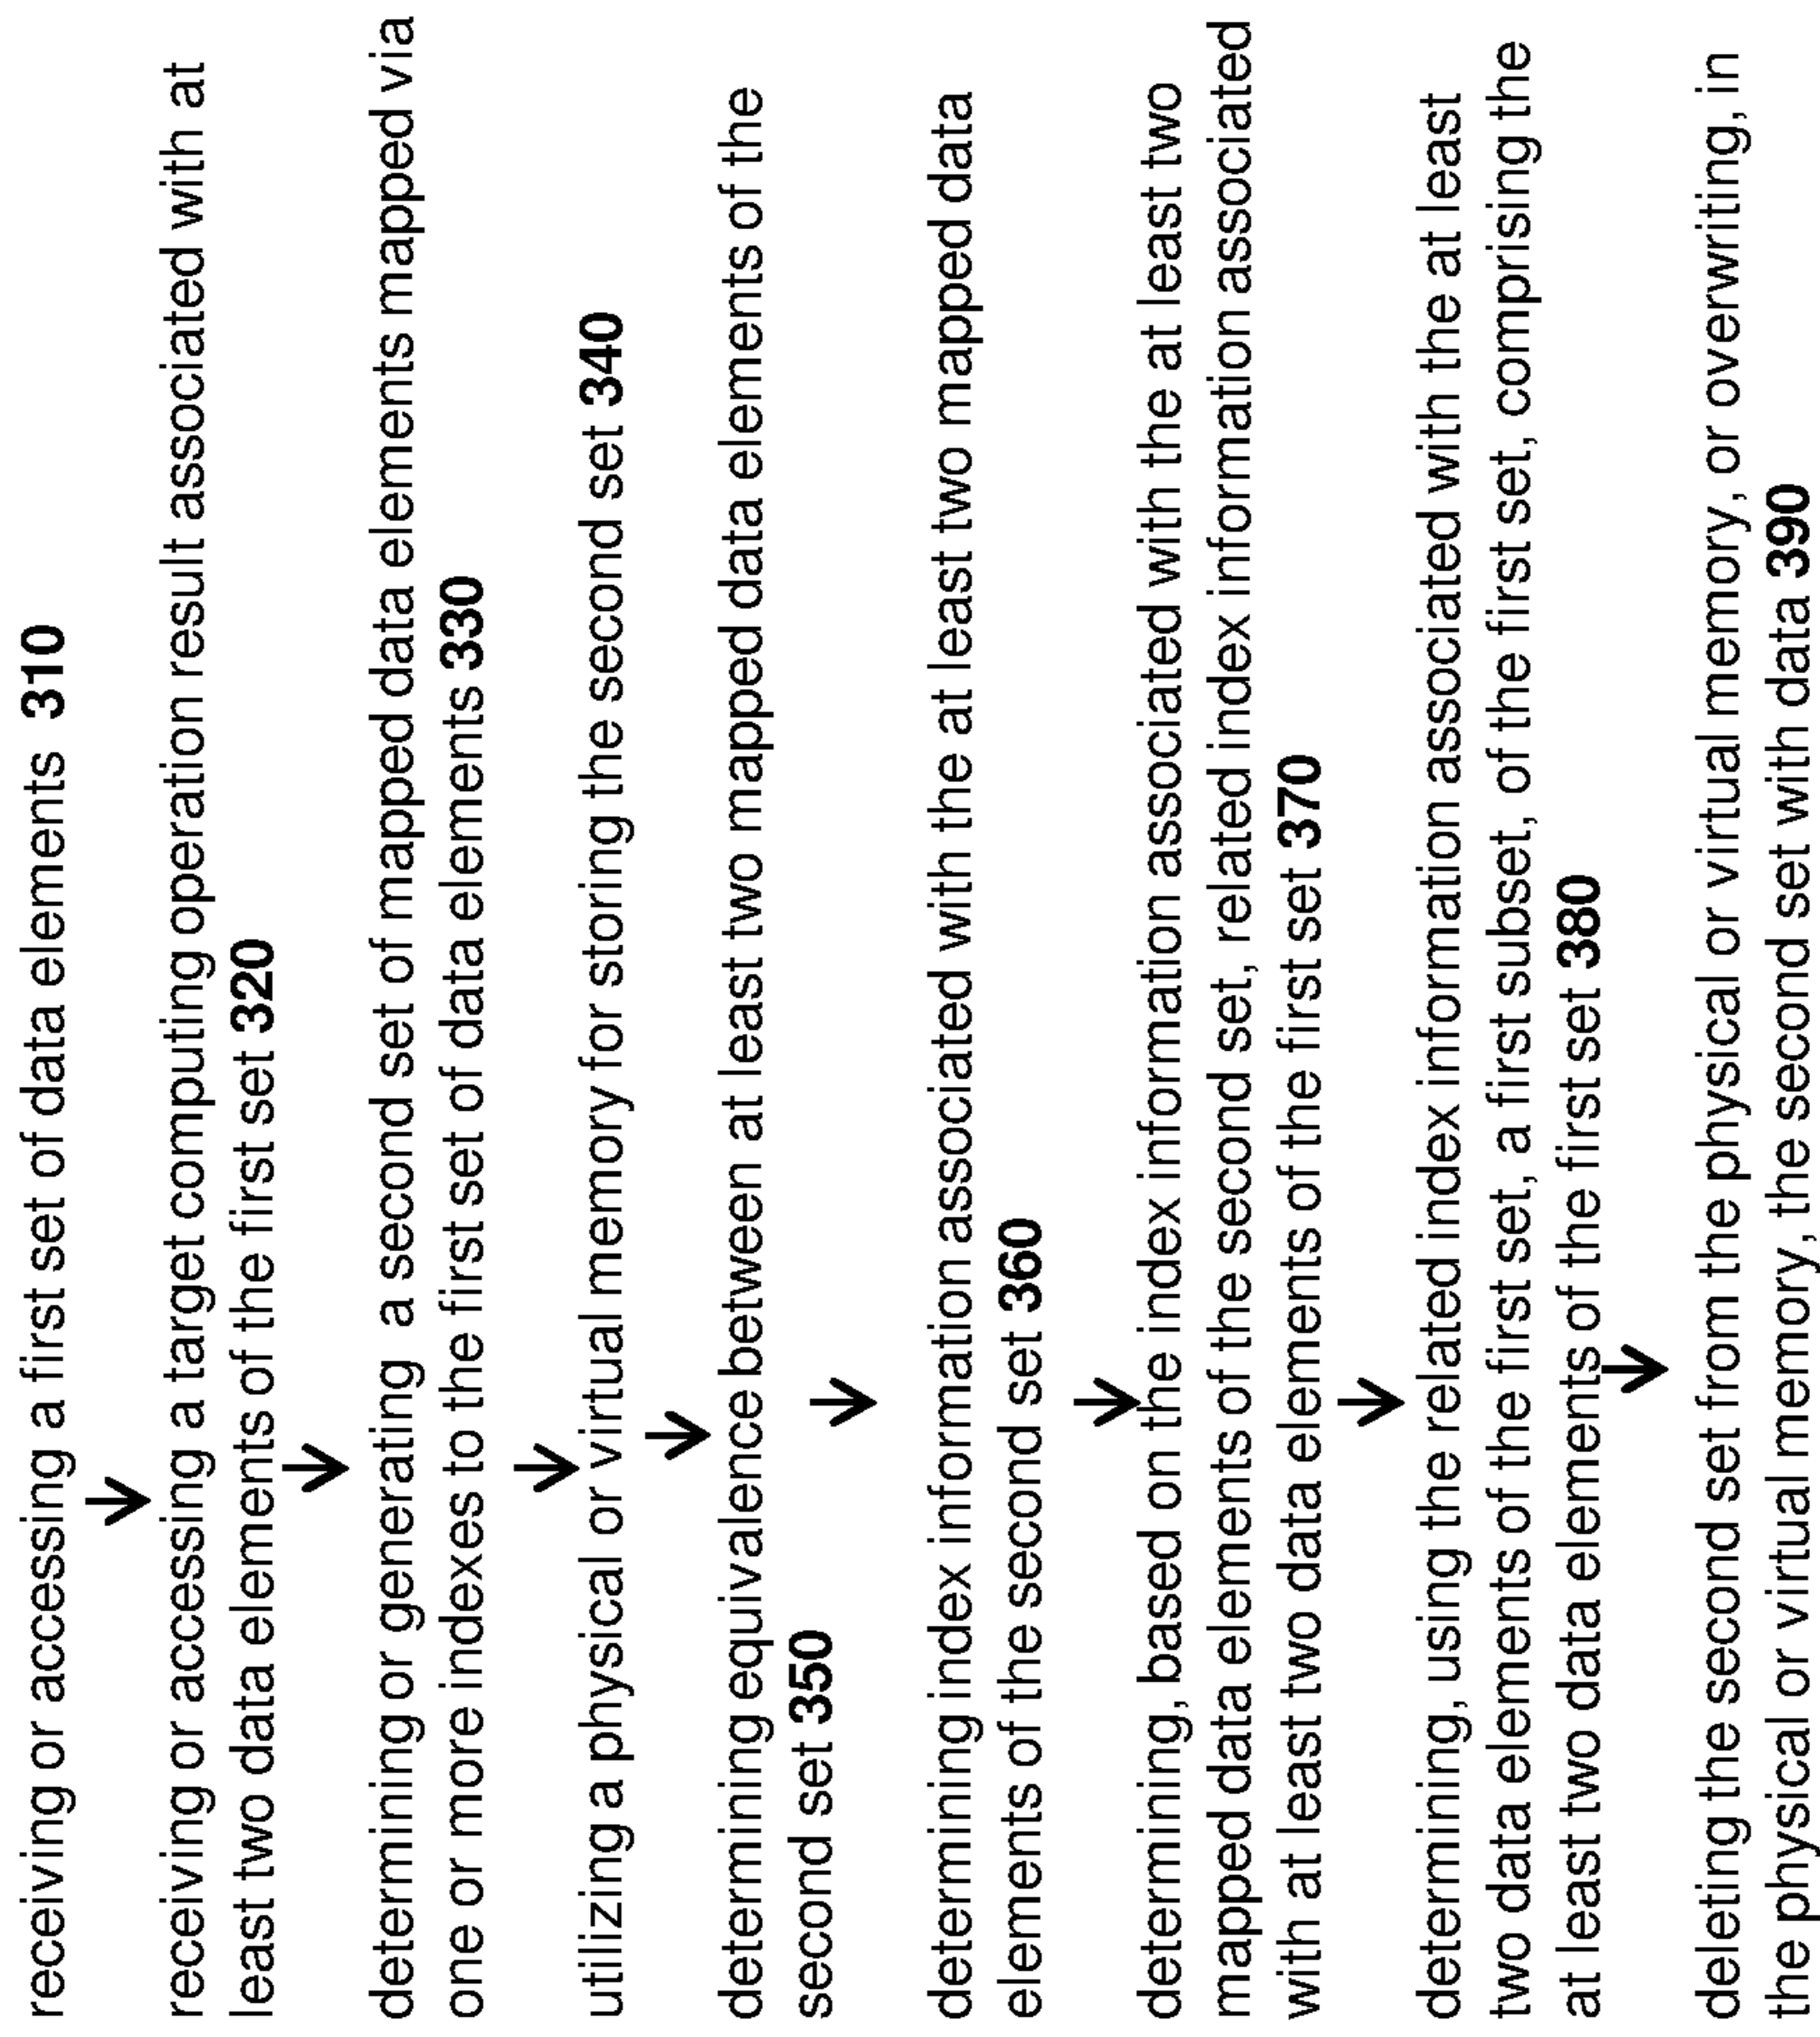 receiving or accessing a first set of data elements 310
receiving or accessing a target computing operation result associated with at
least two data elements of the first set 320
determining or generating a second set of mapped data elements mapped via
one or more indexes to the first set of data elements 330
utilizing a physical or virtual memory for storing the second set 340
determining equivalence between at least two mapped data elements of the
second set 350
determining index information associated with the at least two mapped data
elements of the second set 360
determining, based on the index information associated with the at least two
mapped data elements of the second set, related index information associated
with at least two data elements of the first set 370
determining, using the related index information associated with the at least
two data elements of the first set, a first subset, of the first set, comprising the
at least two data elements of the first set 380
deleting the second set from the physical or virtual memory, or overwriting, in
the physical or virtual memory, the second set with data 390